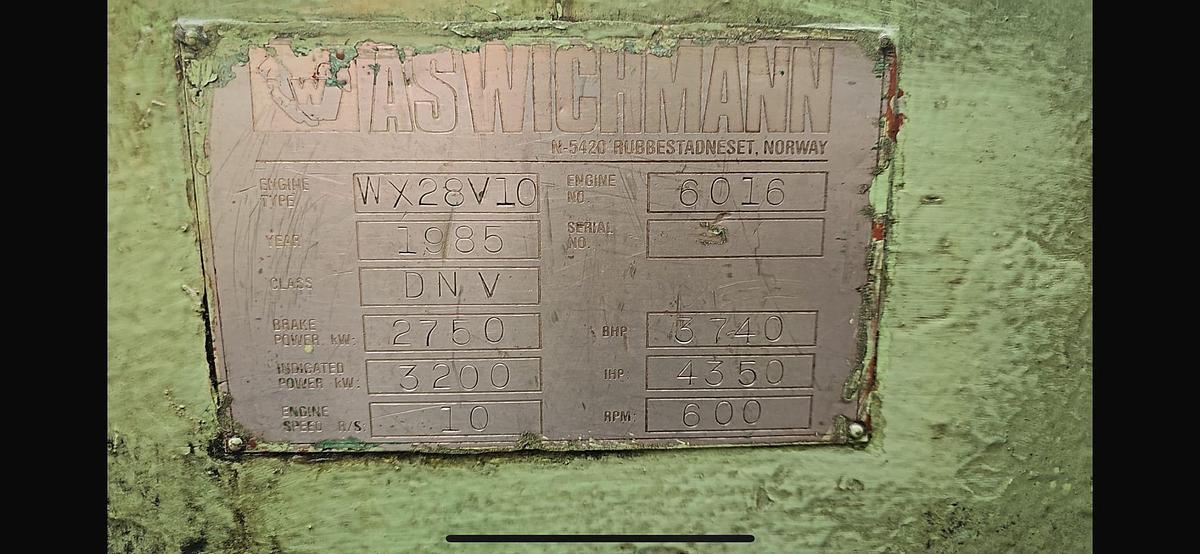 W AS WICHMANN
N-5420 RUBBESTADNESET, NORWAY
ENGINE TYPE WX28V10 ENGINE NO. 6016
YEAR 1985 SERIAL NO. 5
CLASS DNV
BRAKE POWER kW: 2750 BHP: 3740
INDICATED POWER kW: 3200 IHP: 4350
ENGINE SPEED R/S: 10 RPM: 600